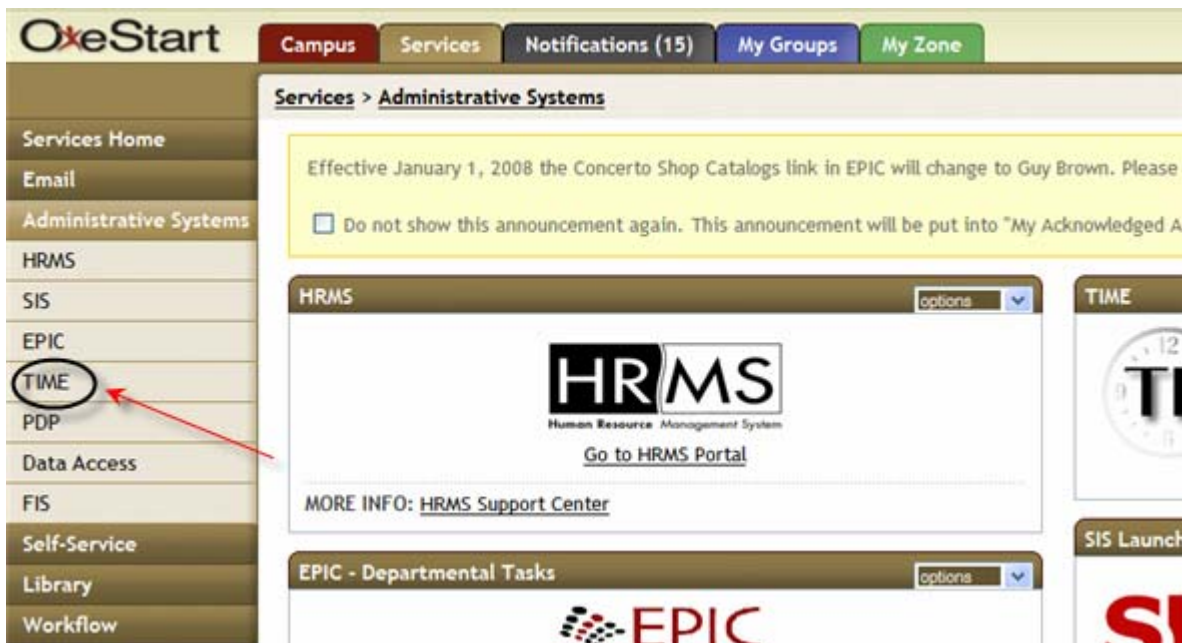 OneStart
Campus
Services
Notifications (15)
My Groups
My Zone
Services > Administrative Systems
Services Home
Email
Administrative Systems
HRMS
SIS
EPIC
TIME
PDP
Data Access
FIS
Self-Service
Library
Workflow
Effective January 1, 2008 the Concerto Shop Catalogs link in EPIC will change to Guy Brown. Please
Do not show this announcement again. This announcement will be put into "My Acknowledged A
HRMS
options
HRMS
Human Resource Management System
Go to HRMS Portal
MORE INFO: HRMS Support Center
EPIC - Departmental Tasks
options
EPIC
TIME
12
9
TI
SIS Launch